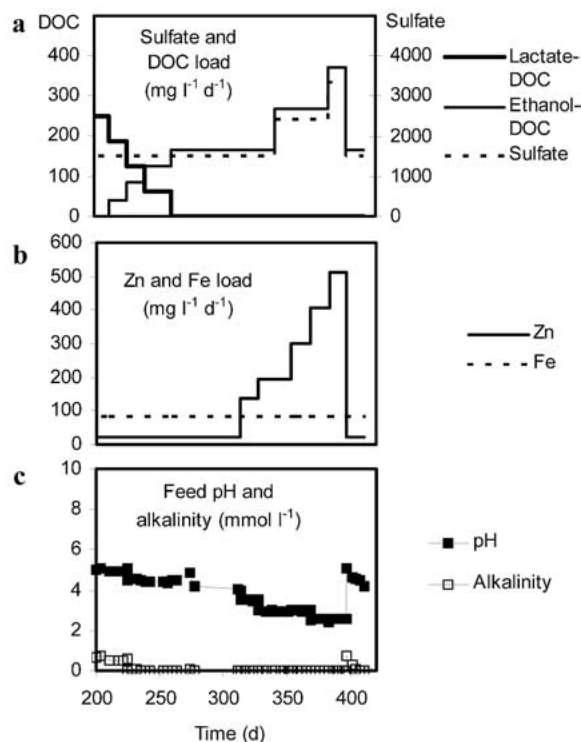 a
DOC
Sulfate
400
300
200
100
0
Sulfate and
DOC load
(mg l⁻¹ d⁻¹)
4000
3000
2000
1000
0
Lactate-
DOC
Ethanol-
DOC
Sulfate
b
600
500
400
300
200
100
0
Zn and Fe load
(mg l⁻¹ d⁻¹)
Zn
Fe
c
10
8
6
4
2
0
Feed pH and
alkalinity (mmol l⁻¹)
pH
Alkalinity
200 250 300 350 400
Time (d)